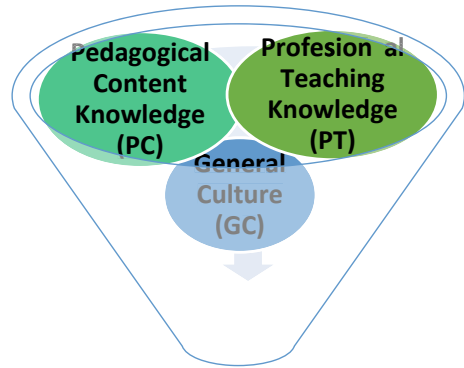 Pedagogical
Content
Knowledge
(PC)
Profesion al
Teaching
Knowledge
(PT)
General
Culture
(GC)